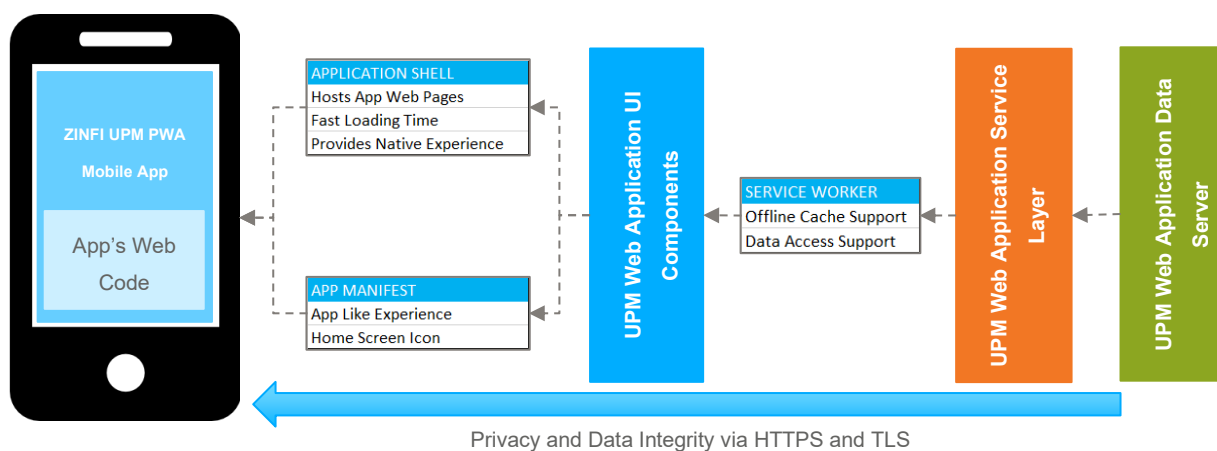 ZINFI UPM PWA
Mobile App
App's Web
Code
APPLICATION SHELL
Hosts App Web Pages
Fast Loading Time
Provides Native Experience
APP MANIFEST
App Like Experience
Home Screen Icon
UPM Web Application UI
Components
SERVICE WORKER
Offline Cache Support
Data Access Support
UPM Web Application Service
Layer
UPM Web Application Data
Server
Privacy and Data Integrity via HTTPS and TLS